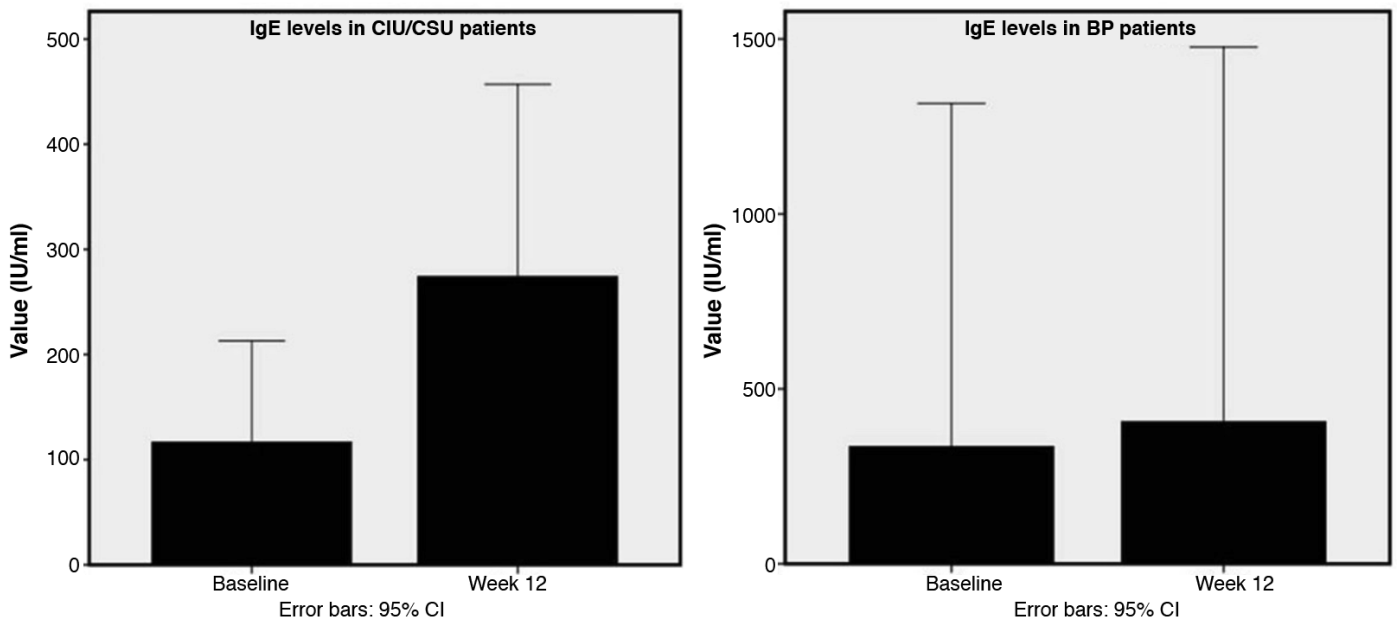 IgE levels in CIU/CSU patients
500
400
300
200
100
0
Value (IU/ml)
Baseline
Week 12
Error bars: 95% CI
IgE levels in BP patients
1500
1000
500
0
Value (IU/ml)
Baseline
Week 12
Error bars: 95% CI